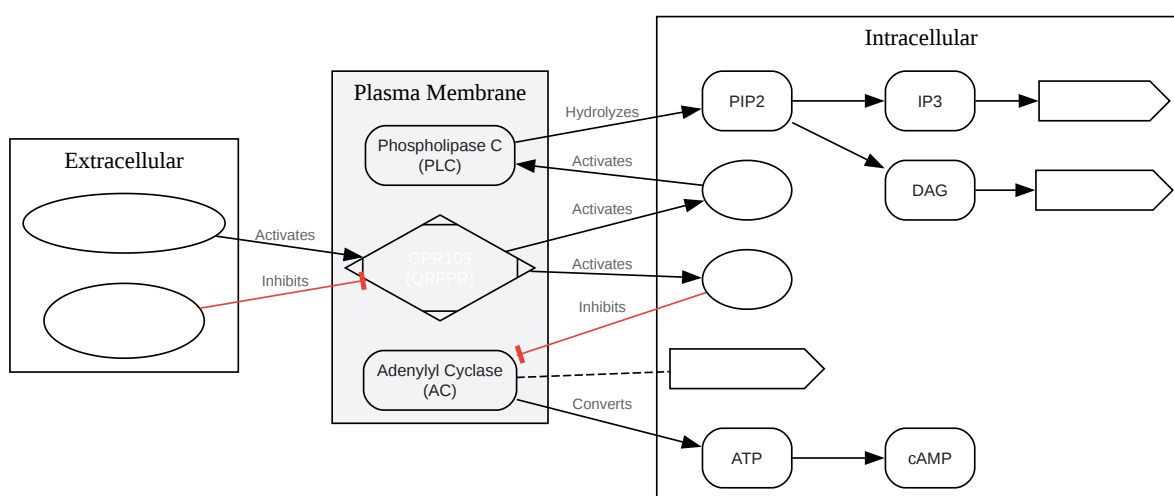 Extracellular
Activates
Inhibits
Plasma Membrane
Phospholipase C
(PLC)
GPR103
(QRFPR)
Adenylyl Cyclase
(AC)
Hydrolyzes
Activates
Activates
Activates
Inhibits
Converts
Intracellular
PIP2
IP3
DAG
ATP
cAMP